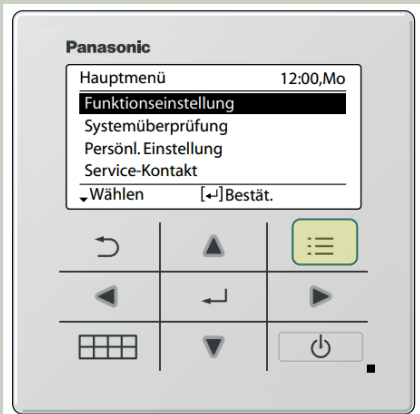 Panasonic
Hauptmenü 12:00,Mo
Funktionseinstellung
Systemüberprüfung
Persönl. Einstellung
Service-Kontakt
Wählen [↵]Bestät.